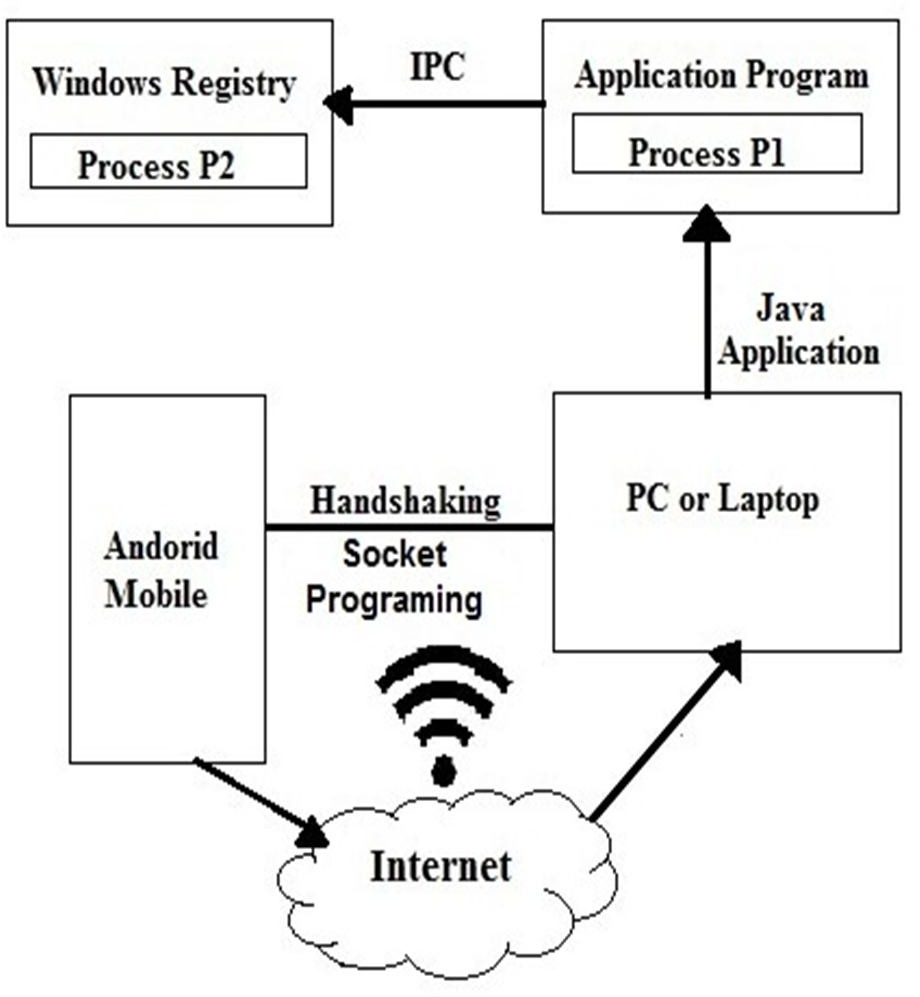 Windows Registry
Process P2
IPC
Application Program
Process P1
Java
Application
Andorid
Mobile
Handshaking
Socket
Programing
PC or Laptop
Internet